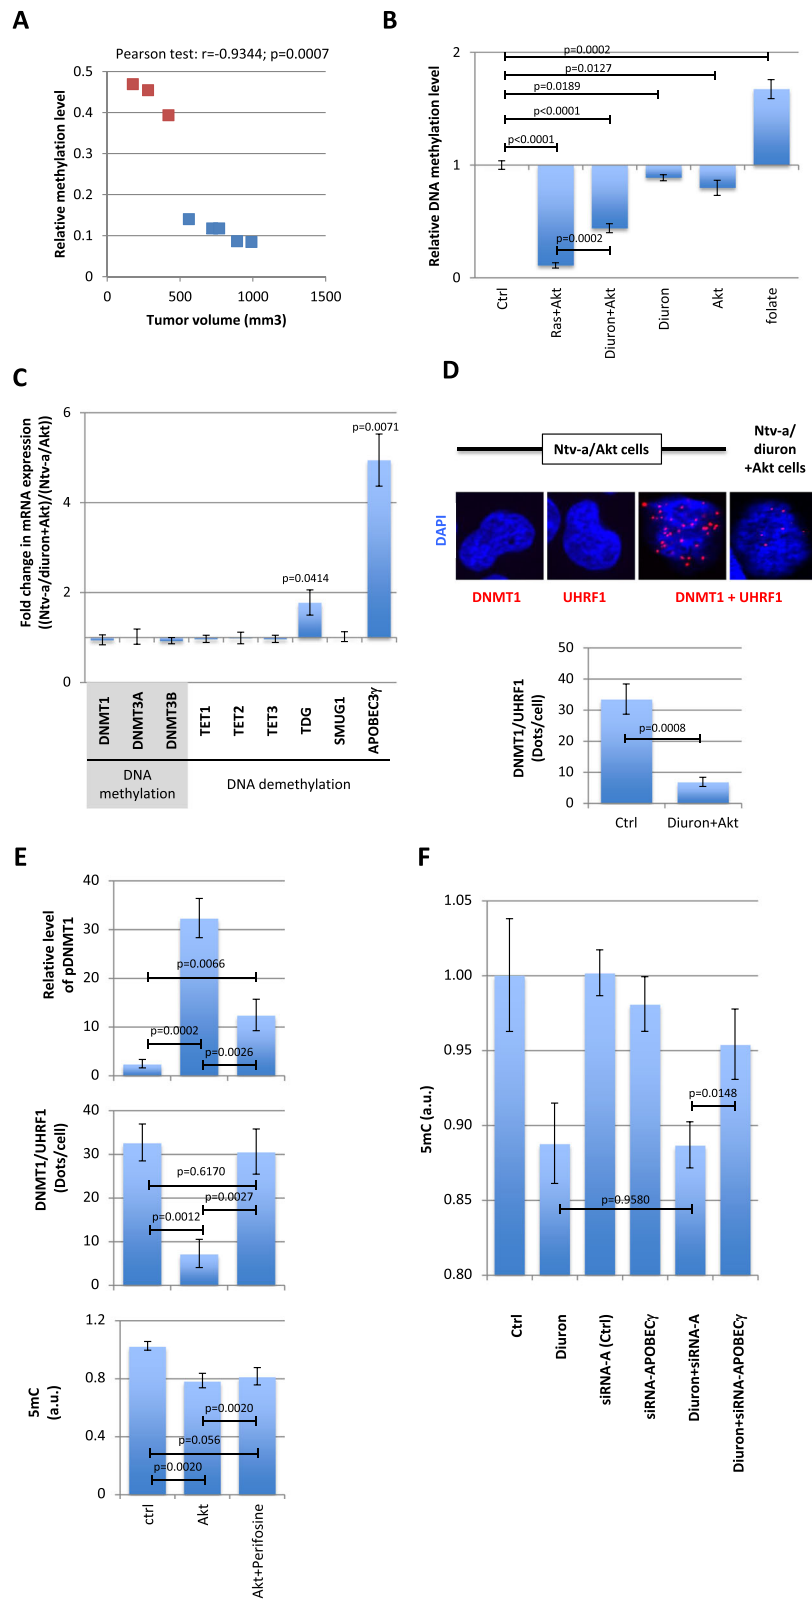 A
Pearson test: r=-0.9344; p=0.0007
Relative methylation level
0.5
0.4
0.3
0.2
0.1
0
0
500
1000
1500
Tumor volume (mm3)
B
Relative DNA methylation level
2
1
0
p=0.0002
p=0.0127
p=0.0189
p<0.0001
p<0.0001
p=0.0002
Ctrl
Ras+Akt
Diuron+Akt
Diuron
Akt
folate
C
Fold change in mRNA expression
((Ntv-a/diuron+Akt)/(Ntv-a/Akt))
6
4
2
1
0
p=0.0071
p=0.0414
DNMT1
DNMT3A
DNMT3B
TET1
TET2
TET3
TDG
SMUG1
APOBEC3γ
DNA
methylation
DNA demethylation
D
Ntv-a/Akt cells
Ntv-a/
diuron
+Akt cells
DAPI
DNMT1
UHRF1
DNMT1 + UHRF1
DNMT1/UHRF1
(Dots/cell)
50
40
30
20
10
0
p=0.0008
Ctrl
Diuron+Akt
E
Relative level
of pDNMT1
40
30
20
10
0
p=0.0066
p=0.0002
p=0.0026
DNMT1/UHRF1
(Dots/cell)
40
30
20
10
0
p=0.6170
p=0.0027
p=0.0012
5mC
(a.u.)
1.2
0.8
0.4
0
p=0.0020
p=0.056
p=0.0020
ctrl
Akt
Akt+Perifosine
F
5mC (a.u.)
1.05
1.00
0.95
0.90
0.85
0.80
p=0.0148
p=0.9580
Ctrl
Diuron
siRNA-A (Ctrl)
siRNA-APOBECγ
Diuron+siRNA-A
Diuron+siRNA-APOBECγ